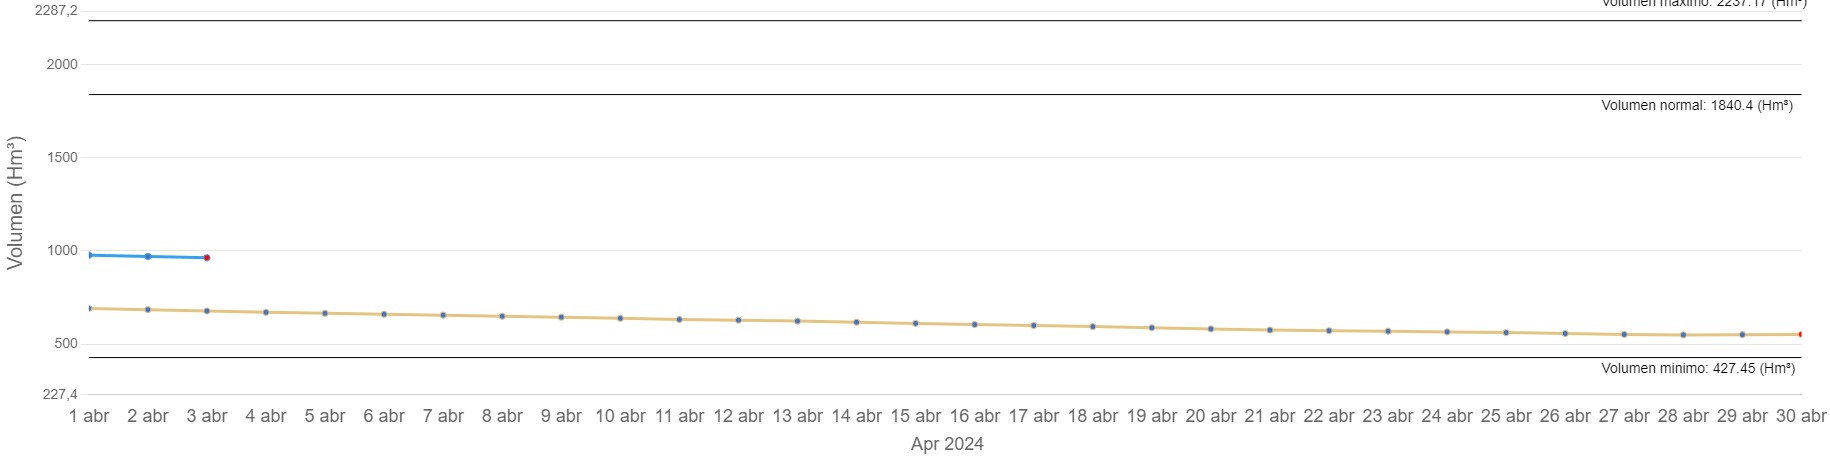 2287,2
Volumen maximo: 2237.17 (Hm³)
2000
Volumen normal: 1840.4 (Hm³)
1500
Volumen (Hm³)
1000
500
Volumen minimo: 427.45 (Hm³)
227,4
1 abr 2 abr 3 abr 4 abr 5 abr 6 abr 7 abr 8 abr 9 abr 10 abr 11 abr 12 abr 13 abr 14 abr 15 abr 16 abr 17 abr 18 abr 19 abr 20 abr 21 abr 22 abr 23 abr 24 abr 25 abr 26 abr 27 abr 28 abr 29 abr 30 abr
Apr 2024